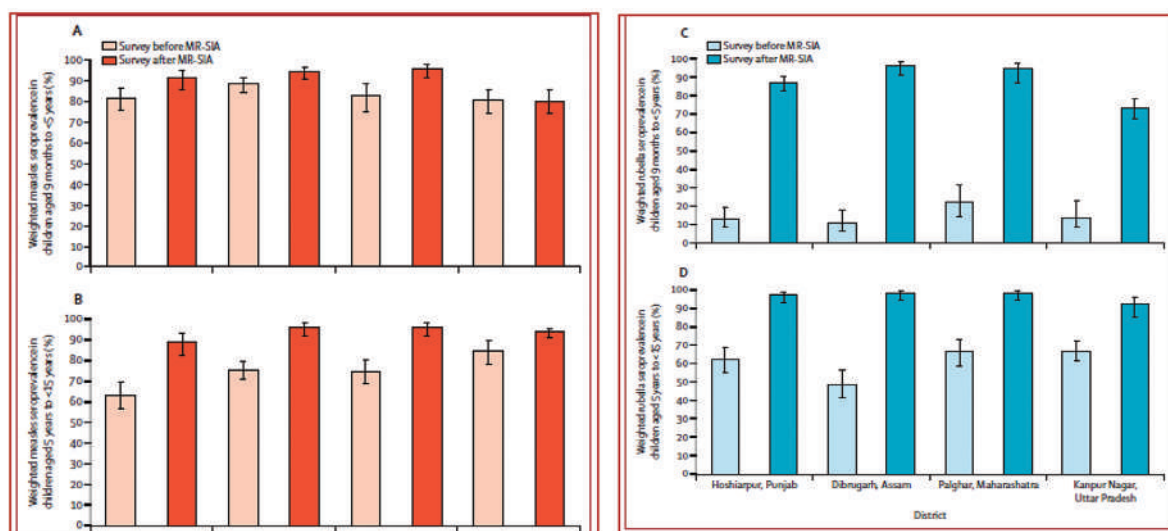 A
Survey before MR-SIA
Survey after MR-SIA
Weighted measles seroprevalence in
children aged 9 months to <5 years (%)
100
90
80
70
60
50
40
30
20
10
0
B
Weighted measles seroprevalence in
children aged 5 years to <15 years (%)
100
90
80
70
60
50
40
30
20
10
0
C
Survey before MR-SIA
Survey after MR-SIA
Weighted rubella seroprevalence in
children aged 9 months to <5 years (%)
100
90
80
70
60
50
40
30
20
10
0
D
Weighted rubella seroprevalence in
children aged 5 years to <15 years (%)
100
90
80
70
60
50
40
30
20
10
0
Hoshiarpur, Punjab
Dibrugarh, Assam
Palghar, Maharashatra
Kanpur Nagar,
Uttar Pradesh
District